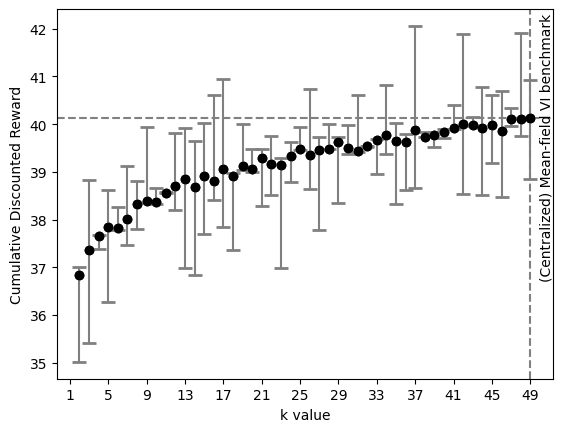 42
41
40
39
38
37
36
35
Cumulative Discounted Reward
(Centralized) Mean-field VI benchmark
1 5 9 13 17 21 25 29 33 37 41 45 49
k value